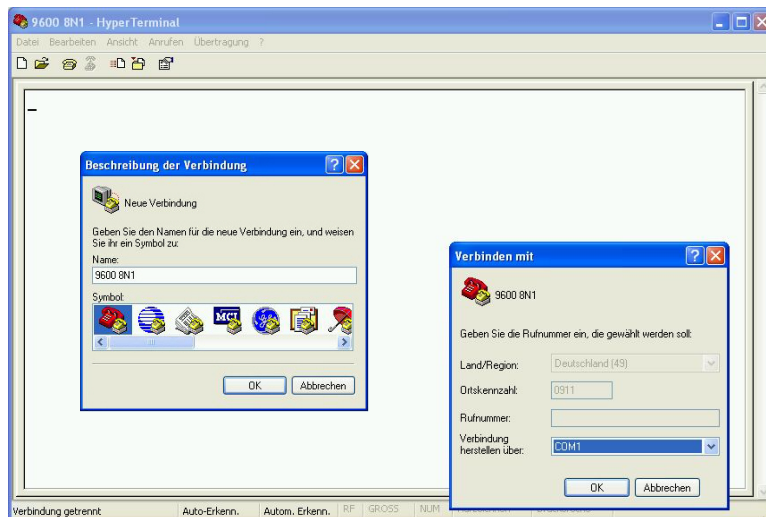 9600 8N1 - HyperTerminal
Datei Bearbeiten Ansicht Anrufen Übertragung ?
Beschreibung der Verbindung
Neue Verbindung
Geben Sie den Namen für die neue Verbindung ein, und weisen
Sie ihr ein Symbol zu:
Name:
9600 8N1
Symbol:
MCI
OK Abbrechen
Verbinden mit
9600 8N1
Geben Sie die Rufnummer ein, die gewählt werden soll:
Land/Region: Deutschland (49)
Ortskennzahl: 0911
Rufnummer:
Verbindung
herstellen über: COM1
OK Abbrechen
Verbindung getrennt Auto-Erkenn. Autom. Erkenn. RF GROSS NUM